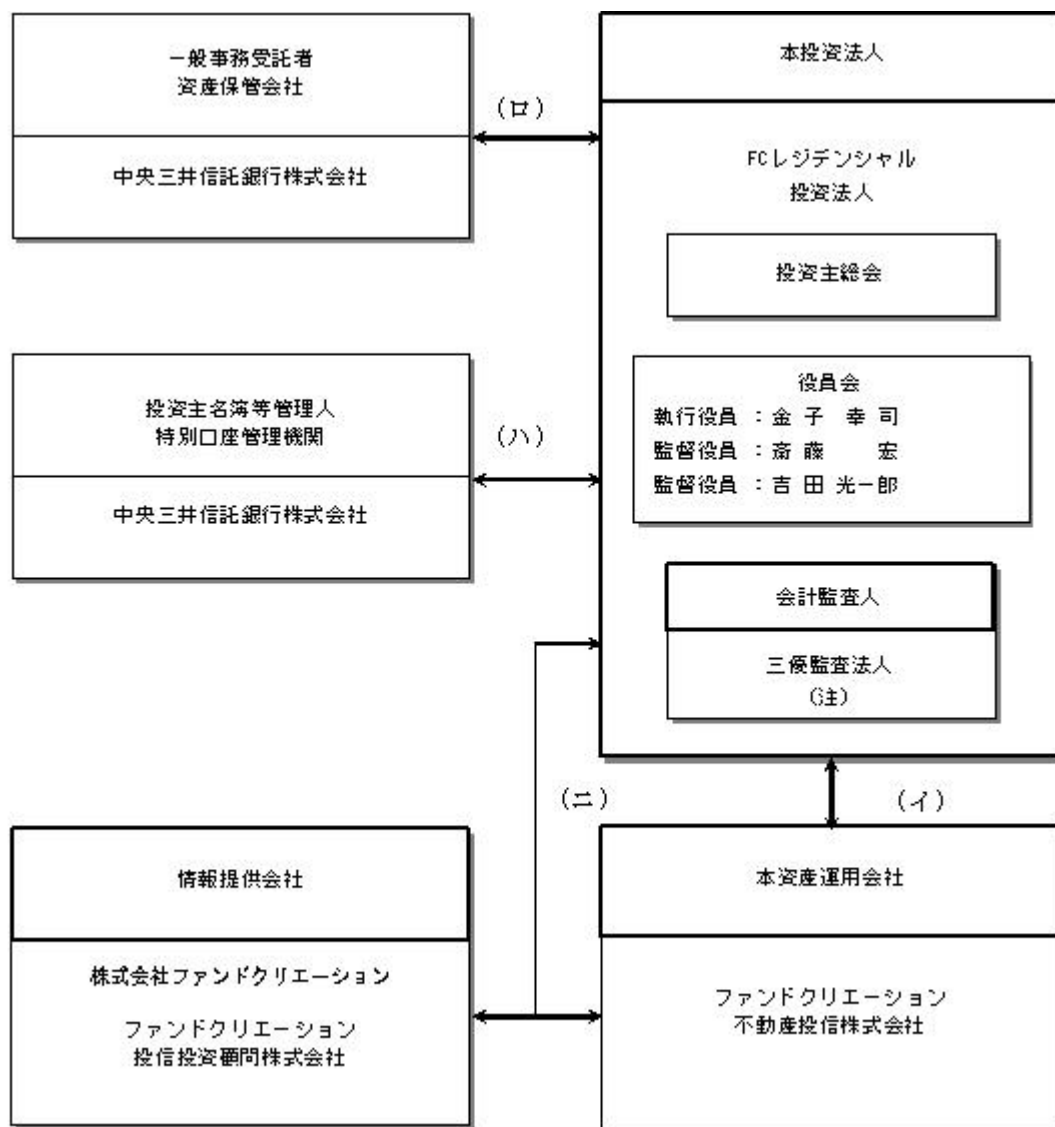 一般事務受託者
資産保管会社
中央三井信託銀行株式会社
(ロ)
本投資法人
FCレジデンシャル
投資法人
投資主総会
役員会
執行役員 : 金 子 幸 司
監督役員 : 斎 藤 宏
監督役員 : 吉 田 光一郎
会計監査人
三優監査法人
(注)
投資主名簿等管理人
特別口座管理機関
中央三井信託銀行株式会社
(ハ)
(ニ)
(イ)
情報提供会社
株式会社ファンドクリエーション
ファンドクリエーション
投信投資顧問株式会社
本資産運用会社
ファンドクリエーション
不動産投信株式会社